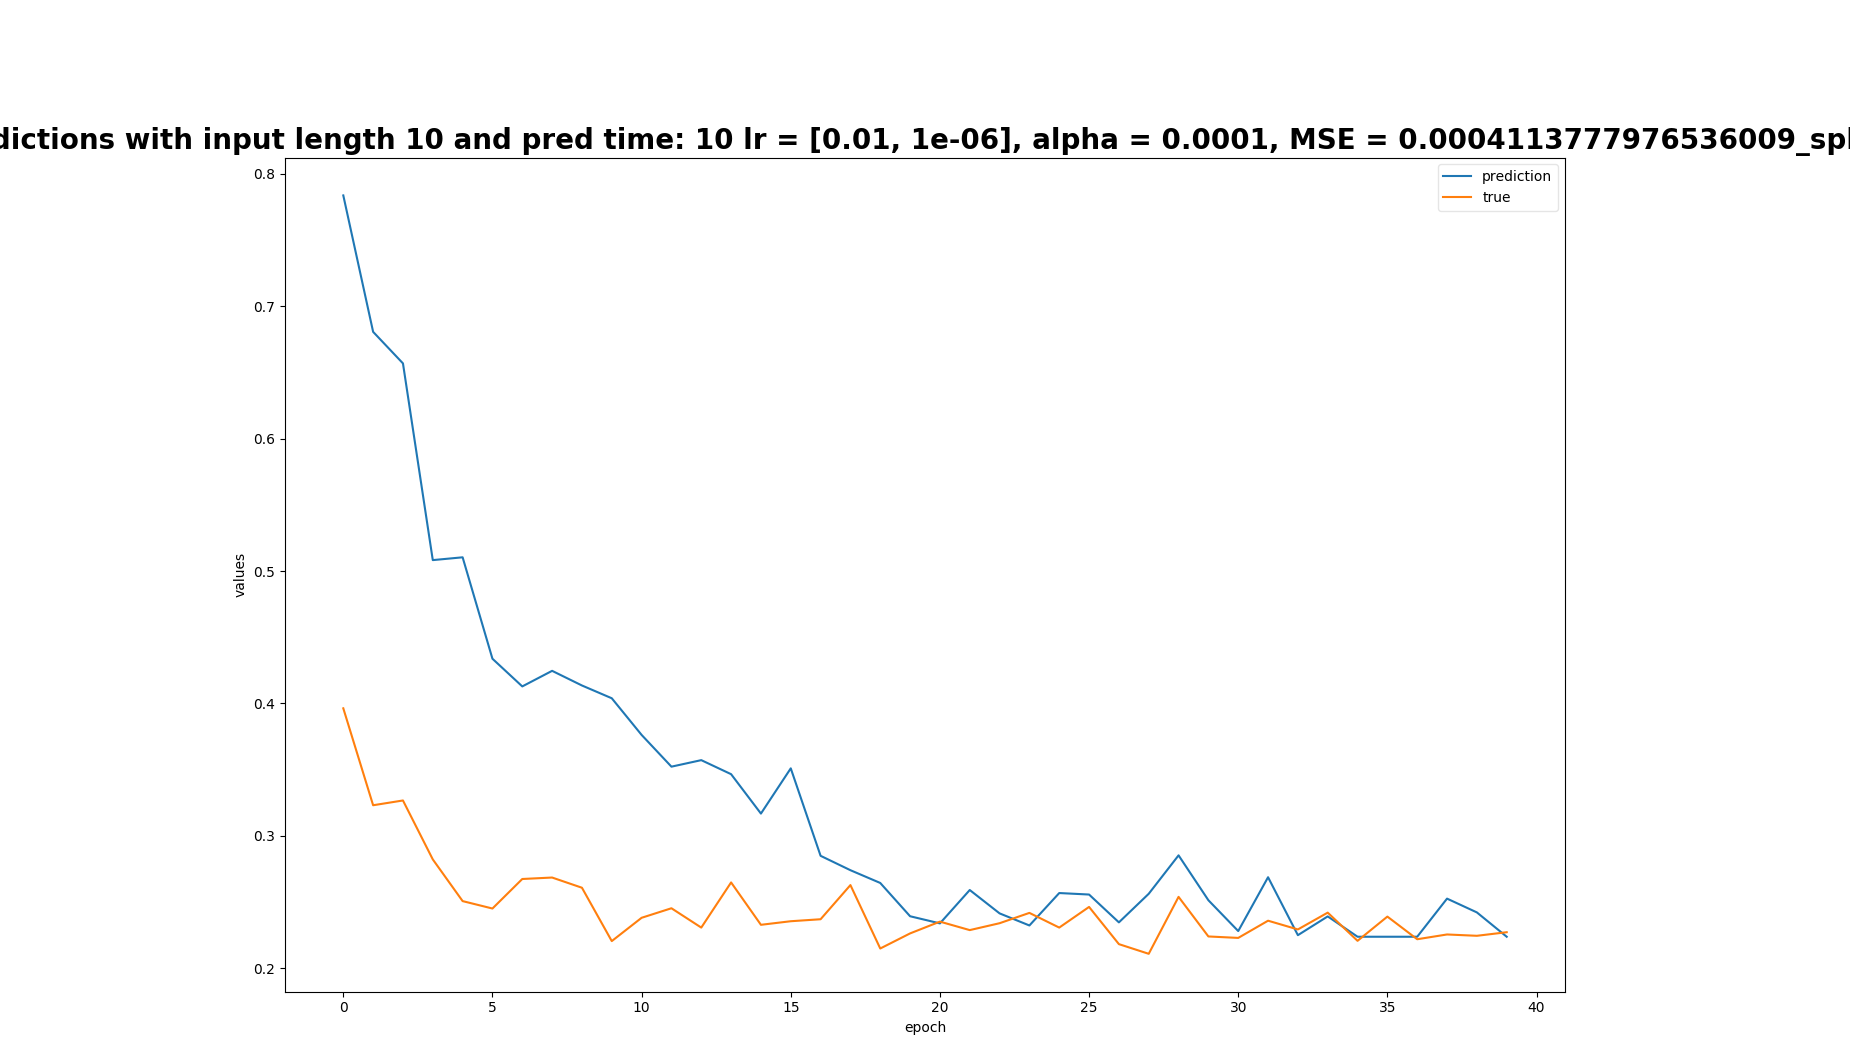 dictions with input length 10 and pred time: 10 lr = [0.01, 1e-06], alpha = 0.0001, MSE = 0.0004113777976536009_spl
prediction
true
values
0.8
0.7
0.6
0.5
0.4
0.3
0.2
0 5 10 15 20 25 30 35 40
epoch